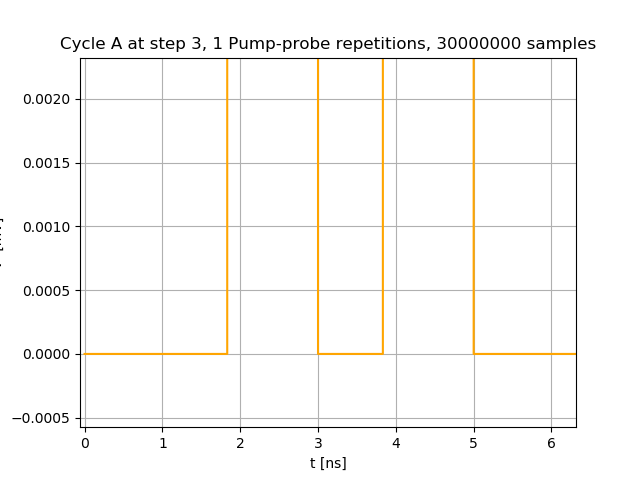 Cycle A at step 3, 1 Pump-probe repetitions, 30000000 samples
0.0020
0.0015
0.0010
0.0005
0.0000
−0.0005
0 1 2 3 4 5 6
t [ns]